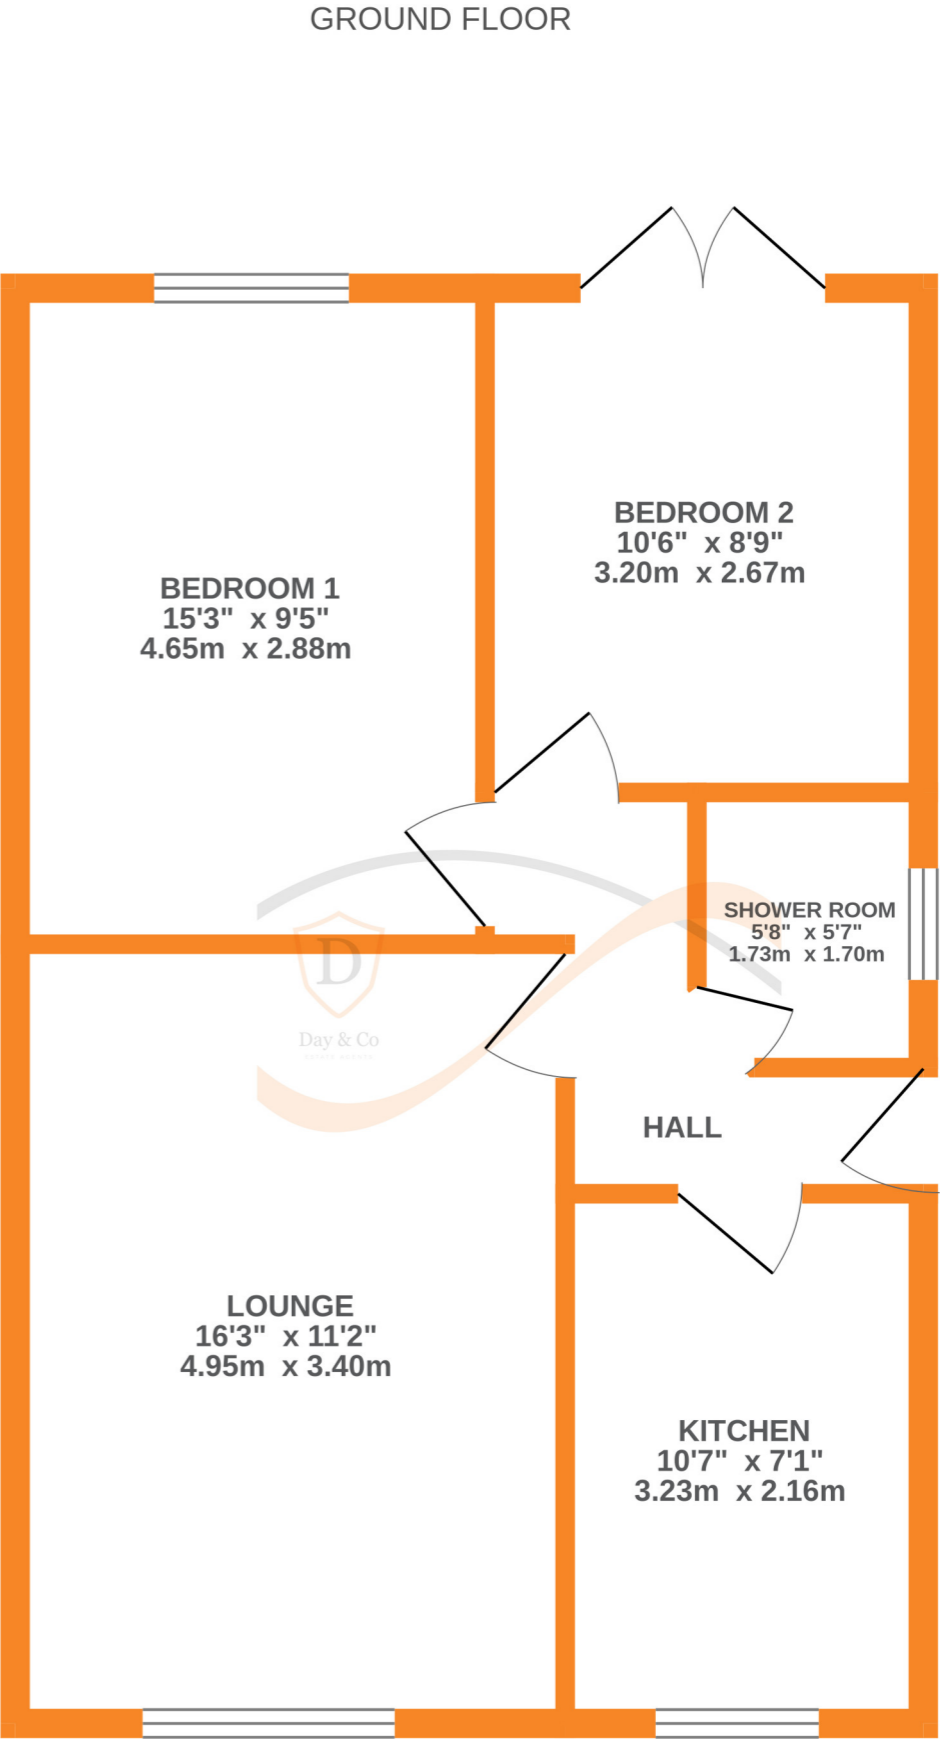 GROUND FLOOR
BEDROOM 2
10'6" x 8'9"
3.20m x 2.67m
BEDROOM 1
15'3" x 9'5"
4.65m x 2.88m
SHOWER ROOM
5'8" x 5'7"
1.73m x 1.70m
D
Day & Co
HALL
LOUNGE
16'3" x 11'2"
4.95m x 3.40m
KITCHEN
10'7" x 7'1"
3.23m x 2.16m